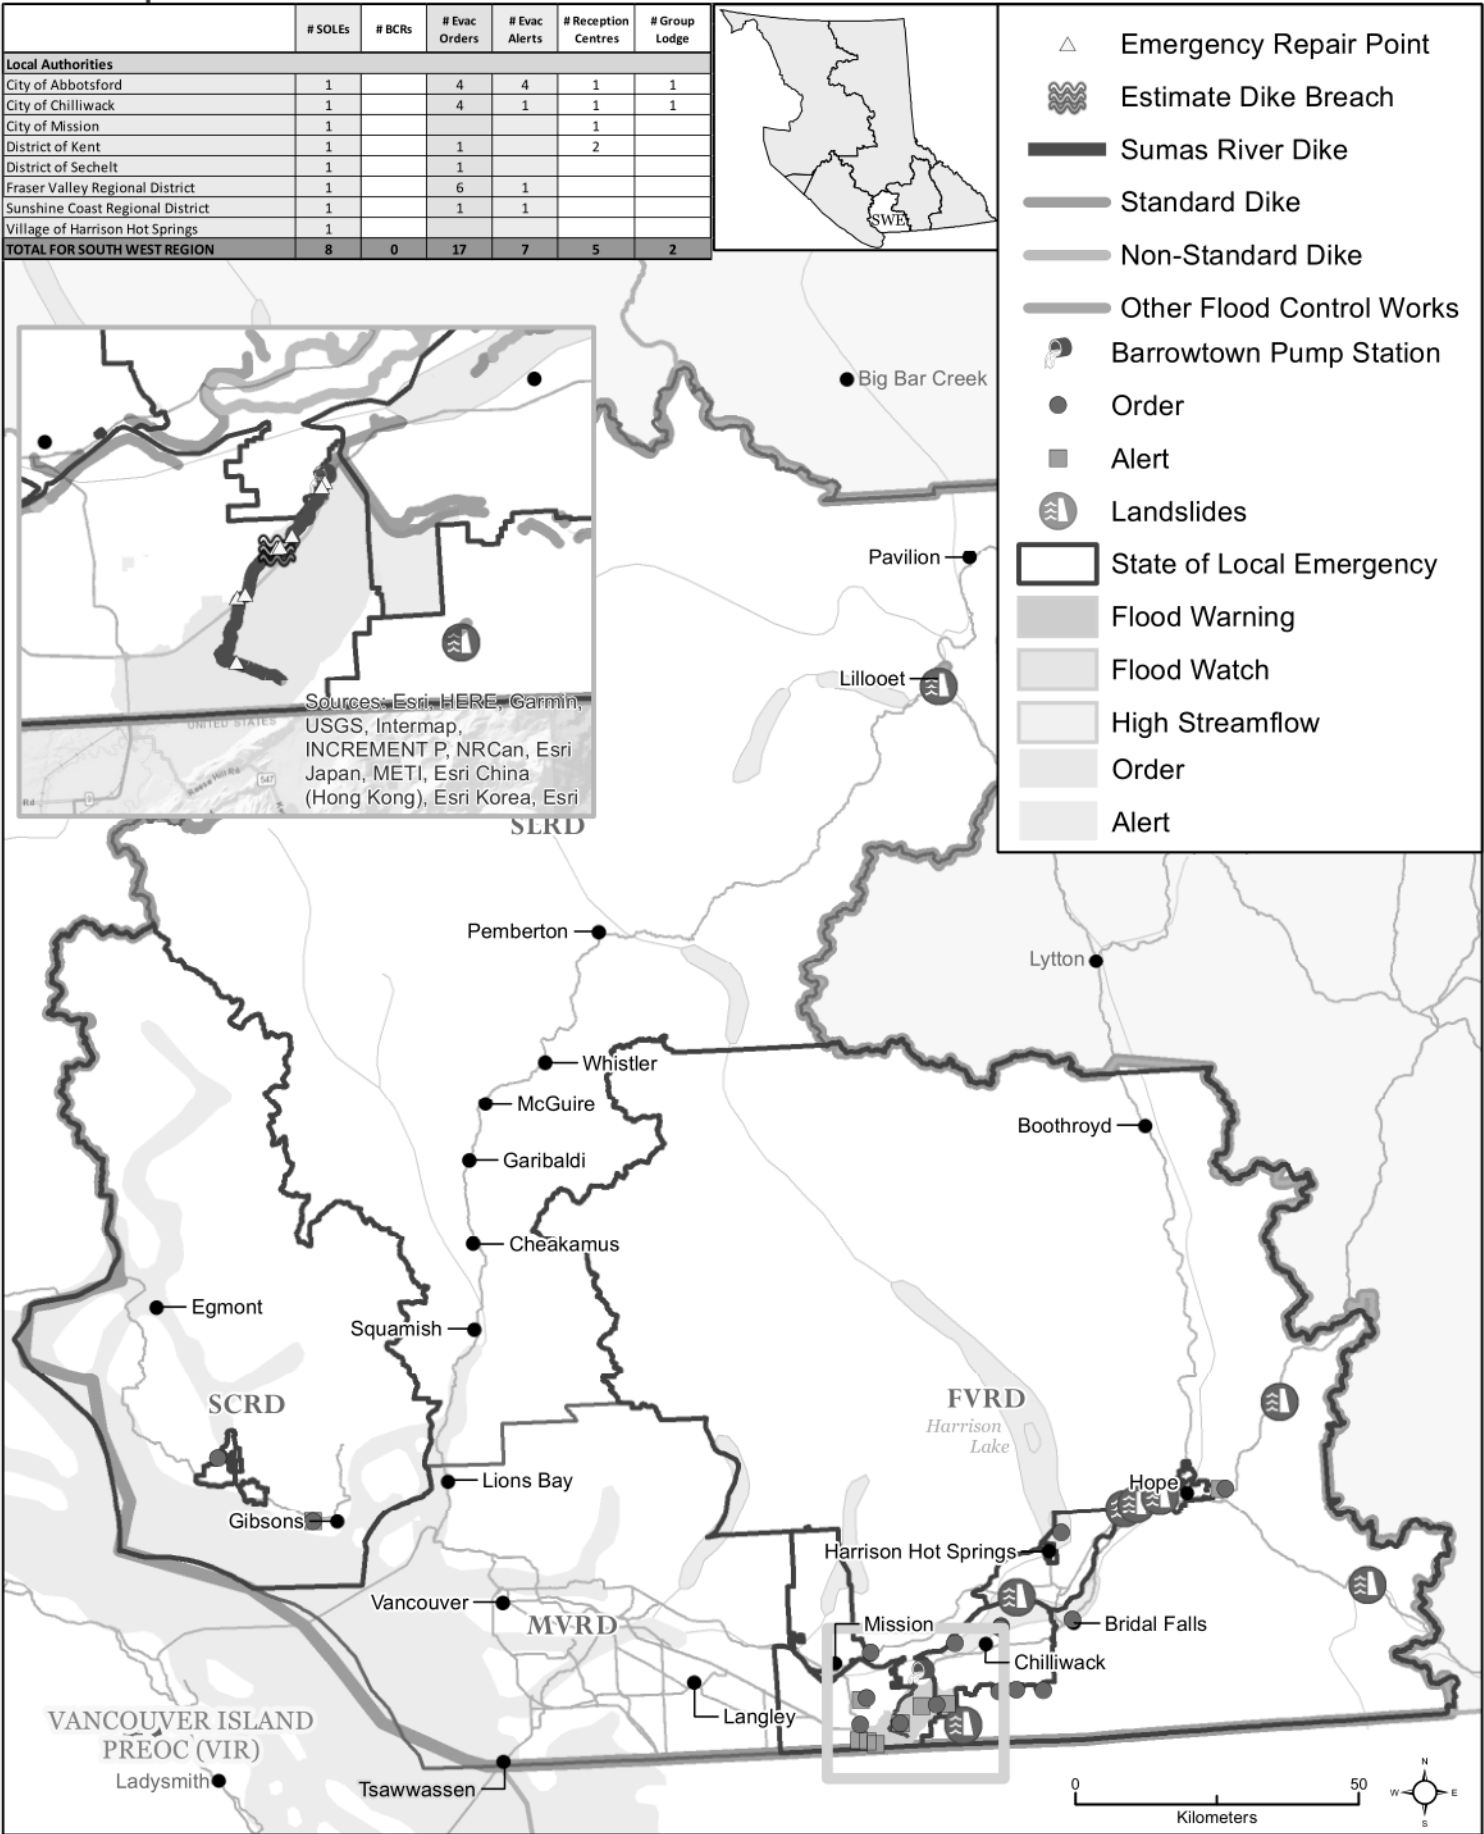 # SOLEs # BCRs # Evac Orders # Evac Alerts # Reception Centres # Group Lodge
Local Authorities
City of Abbotsford 1 4 4 1 1
City of Chilliwack 1 4 1 1 1
City of Mission 1 1
District of Kent 1 1 2
District of Sechelt 1 1
Fraser Valley Regional District 1 6 1
Sunshine Coast Regional District 1 1 1
Village of Harrison Hot Springs 1
TOTAL FOR SOUTH WEST REGION 8 0 17 7 5 2
SWE
Emergency Repair Point
Estimate Dike Breach
Sumas River Dike
Standard Dike
Non-Standard Dike
Other Flood Control Works
Barrowtown Pump Station
Order
Alert
Landslides
State of Local Emergency
Flood Warning
Flood Watch
High Streamflow
Order
Alert
UNITED STATES
Reese Hill Rd
547
Rd
Sources: Esri, HERE, Garmin,
USGS, Intermap,
INCREMENT P, NRCan, Esri
Japan, METI, Esri China
(Hong Kong), Esri Korea, Esri
Big Bar Creek
Pavilion
Lillooet
SLRD
Pemberton
Lytton
Whistler
McGuire
Boothroyd
Garibaldi
Cheakamus
Egmont
Squamish
SCRD
FVRD
Harrison
Lake
Lions Bay
Hope
Gibsons
Harrison Hot Springs
Vancouver
MVRD
Mission
Bridal Falls
Chilliwack
Langley
VANCOUVER ISLAND
PREOC (VIR)
Ladysmith
Tsawwassen
0 50
Kilometers
N
W E
S